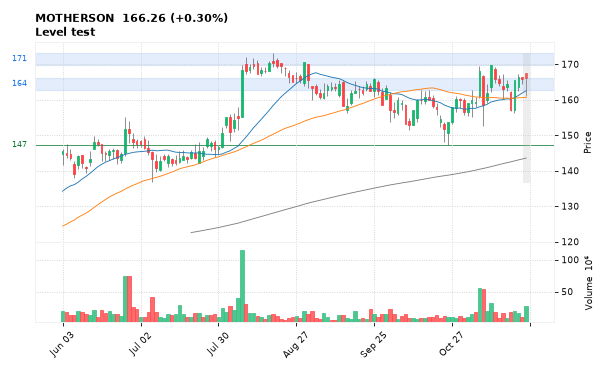 MOTHERSON 166.26 (+0.30%)
Level test
171
164
147
170
160
150
140
130
120
Price
100
50
Volume 10⁶
Jun 03
Jul 02
Jul 30
Aug 27
Sep 25
Oct 27